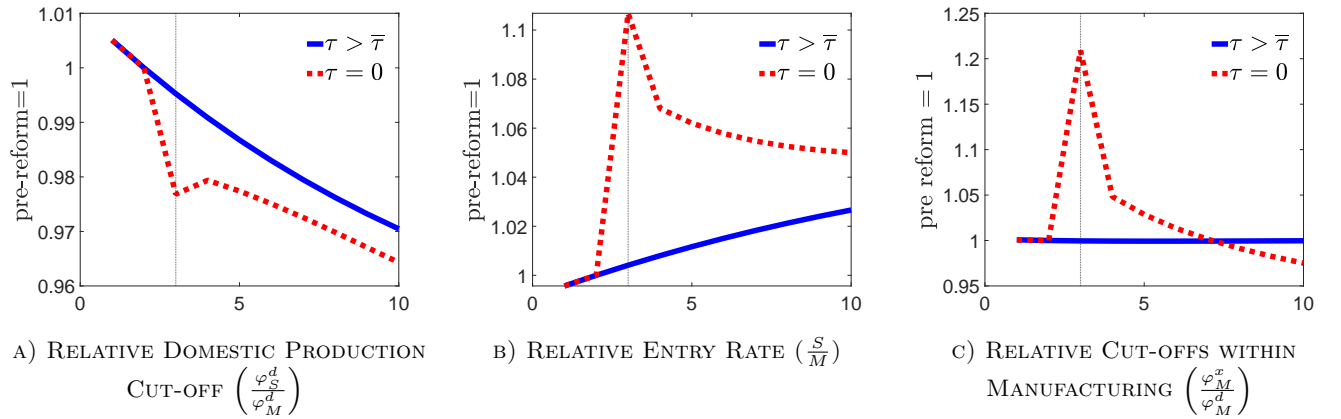 1.01
1
0.99
0.98
0.97
0.96
pre-reform=1
τ > τ̅
τ = 0
0 5 10
A) Relative Domestic Production
Cut-off (φ_S^d / φ_M^d)
1.1
1.08
1.06
1.04
1.02
1
pre-reform=1
τ > τ̅
τ = 0
0 5 10
B) Relative Entry Rate (S/M)
1.25
1.2
1.15
1.1
1.05
1
0.95
pre reform = 1
τ > τ̅
τ = 0
0 5 10
C) Relative Cut-offs within
Manufacturing (φ_M^x / φ_M^d)